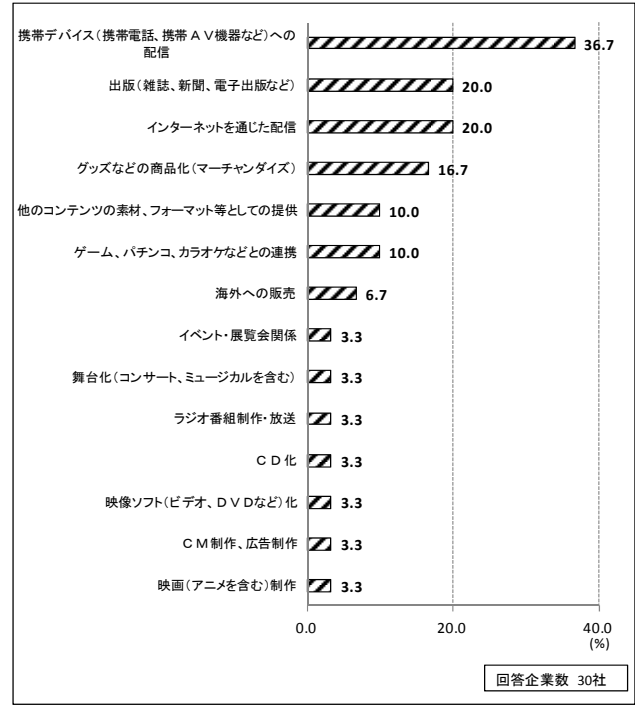 携帯デバイス（携帯電話、携帯ＡＶ機器など）への
配信
36.7
出版（雑誌、新聞、電子出版など）
20.0
インターネットを通じた配信
20.0
グッズなどの商品化（マーチャンダイズ）
16.7
他のコンテンツの素材、フォーマット等としての提供
10.0
ゲーム、パチンコ、カラオケなどとの連携
10.0
海外への販売
6.7
イベント・展覧会関係
3.3
舞台化（コンサート、ミュージカルを含む）
3.3
ラジオ番組制作・放送
3.3
ＣＤ化
3.3
映像ソフト（ビデオ、ＤＶＤなど）化
3.3
ＣＭ制作、広告制作
3.3
映画（アニメを含む）制作
3.3
0.0 20.0 40.0
(%)
回答企業数 30社